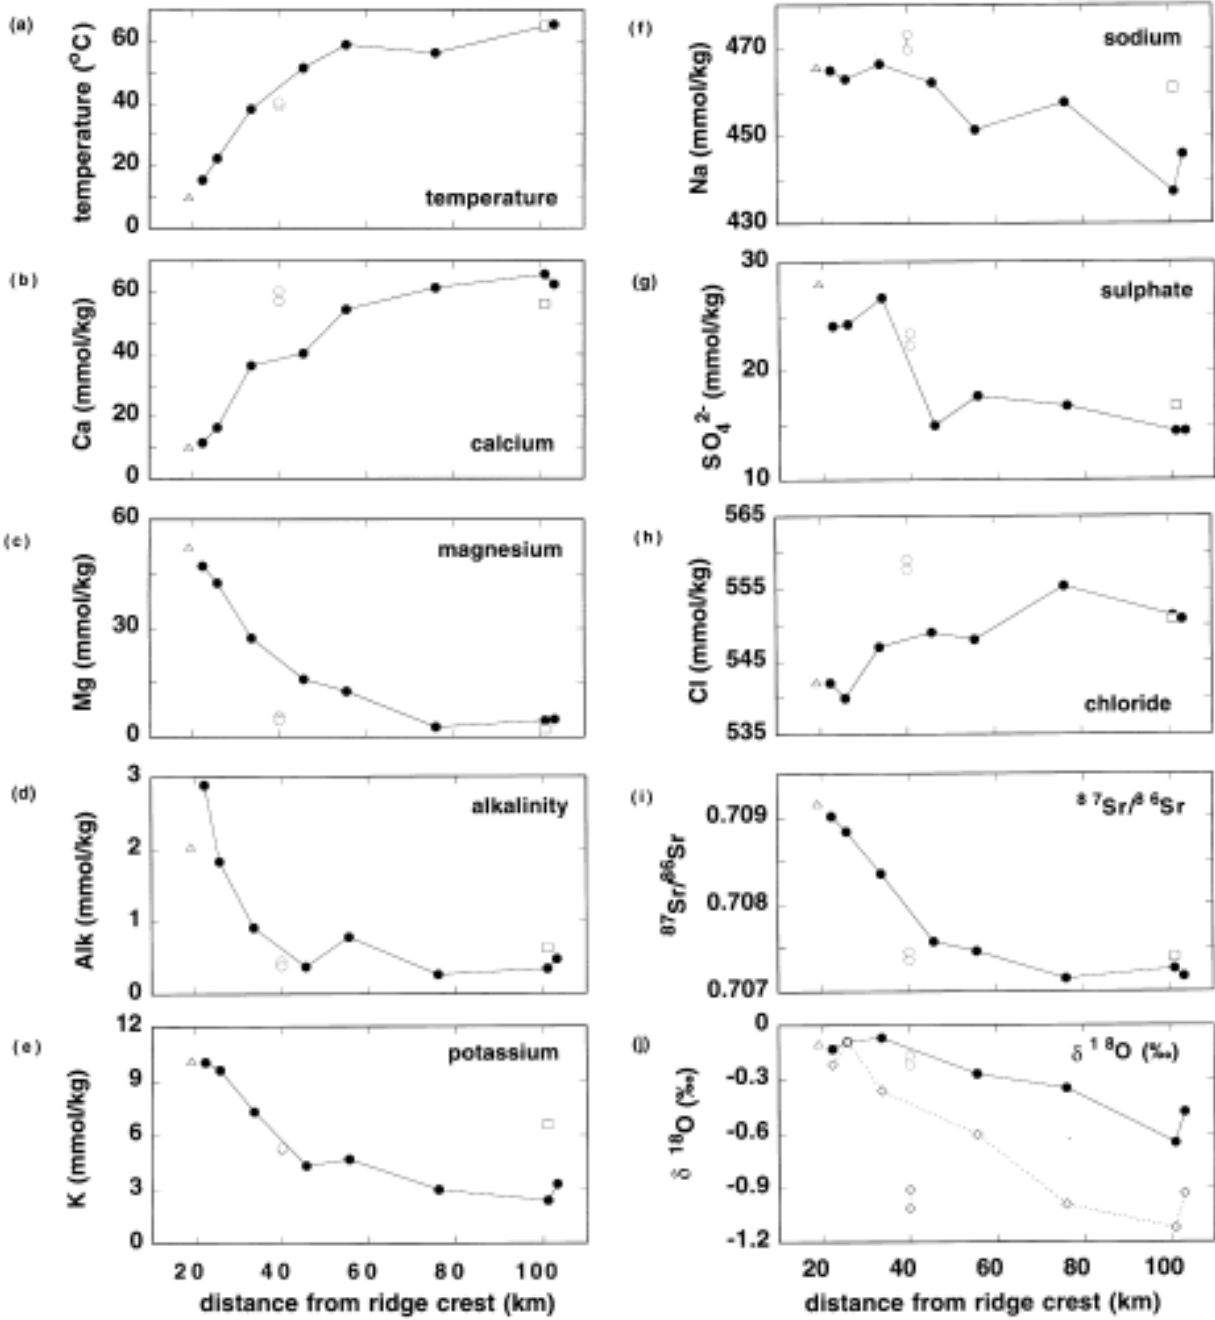 (a)
temperature (°C)
60
40
20
0
temperature
(b)
Ca (mmol/kg)
60
40
20
0
calcium
(c)
Mg (mmol/kg)
60
30
0
magnesium
(d)
Alk (mmol/kg)
3
2
1
0
alkalinity
(e)
K (mmol/kg)
12
9
6
3
0
potassium
20 40 60 80 100
distance from ridge crest (km)
(f)
Na (mmol/kg)
470
450
430
sodium
(g)
SO₄²⁻ (mmol/kg)
30
20
10
sulphate
(h)
Cl (mmol/kg)
565
555
545
535
chloride
(i)
⁸⁷Sr/⁸⁶Sr
0.709
0.708
0.707
⁸⁷Sr/⁸⁶Sr
(j)
δ ¹⁸O (‰)
0
-0.3
-0.6
-0.9
-1.2
δ ¹⁸O (‰)
20 40 60 80 100
distance from ridge crest (km)